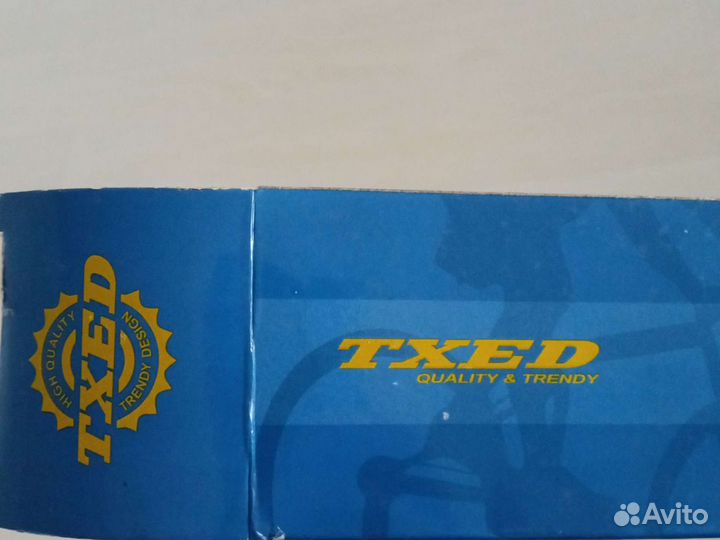 HIGH QUALITY
TXED
TRENDY DESIGN
TXED
QUALITY & TRENDY
Avito